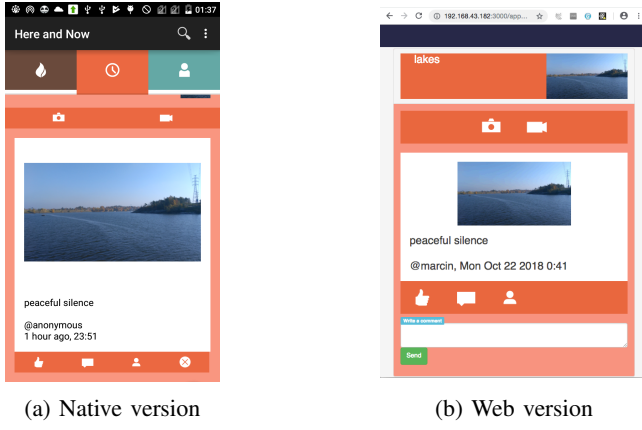 01:37
Here and Now
peaceful silence
@anonymous
1 hour ago, 23:51
(a) Native version
192.168.43.182:3000/app...
lakes
peaceful silence
@marcin, Mon Oct 22 2018 0:41
Write a comment
Send
(b) Web version